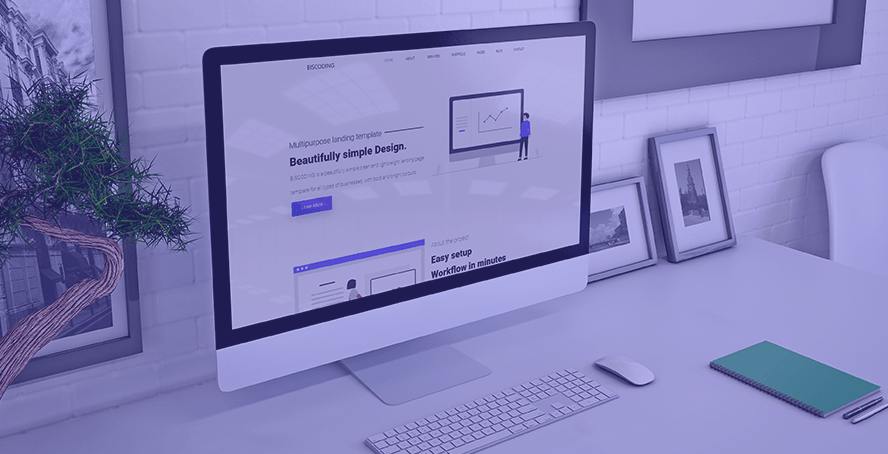 BISCODING
HOME ABOUT SERVICES PORTFOLIO PAGES BLOG CONTACT
Multipurpose landing template
Beautifully simple Design.
BISCODING is a beautifully simple clean and lightweight landing page
template for all types of businesses, with bold and bright colours.
Learn More
About the project
Easy setup
Workflow in minutes